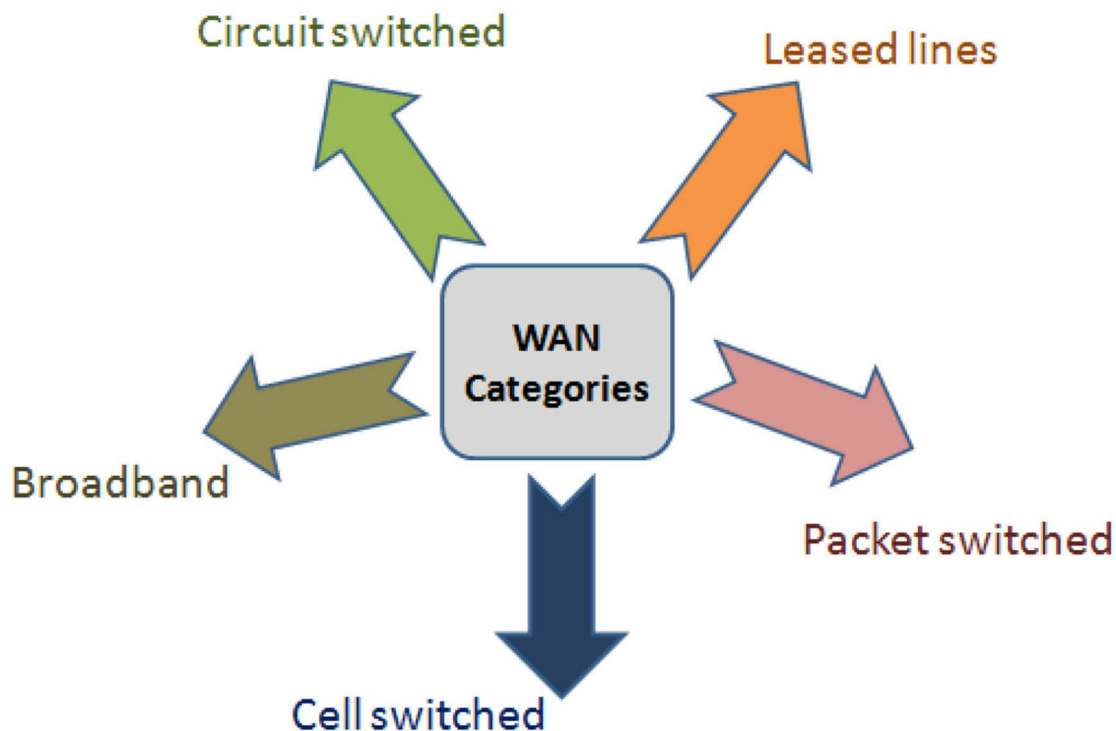 Circuit switched
Leased lines
WAN
Categories
Broadband
Packet switched
Cell switched